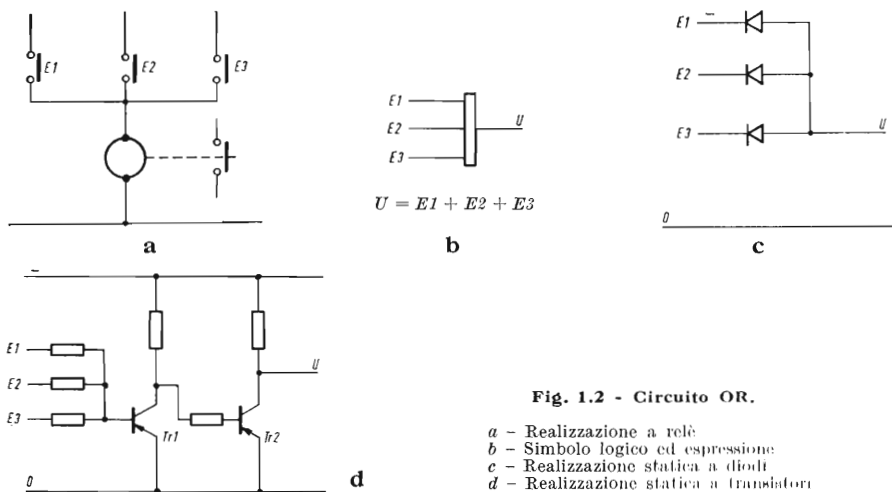 E1
E2
E3
a
E1
E2
E3
U
U = E1 + E2 + E3
b
E1
E2
E3
U
0
c
E1
E2
E3
Tr1
Tr2
U
0
d
Fig. 1.2 - Circuito OR.
a - Realizzazione a relè
b - Simbolo logico ed espressione
c - Realizzazione statica a diodi
d - Realizzazione statica a transistori